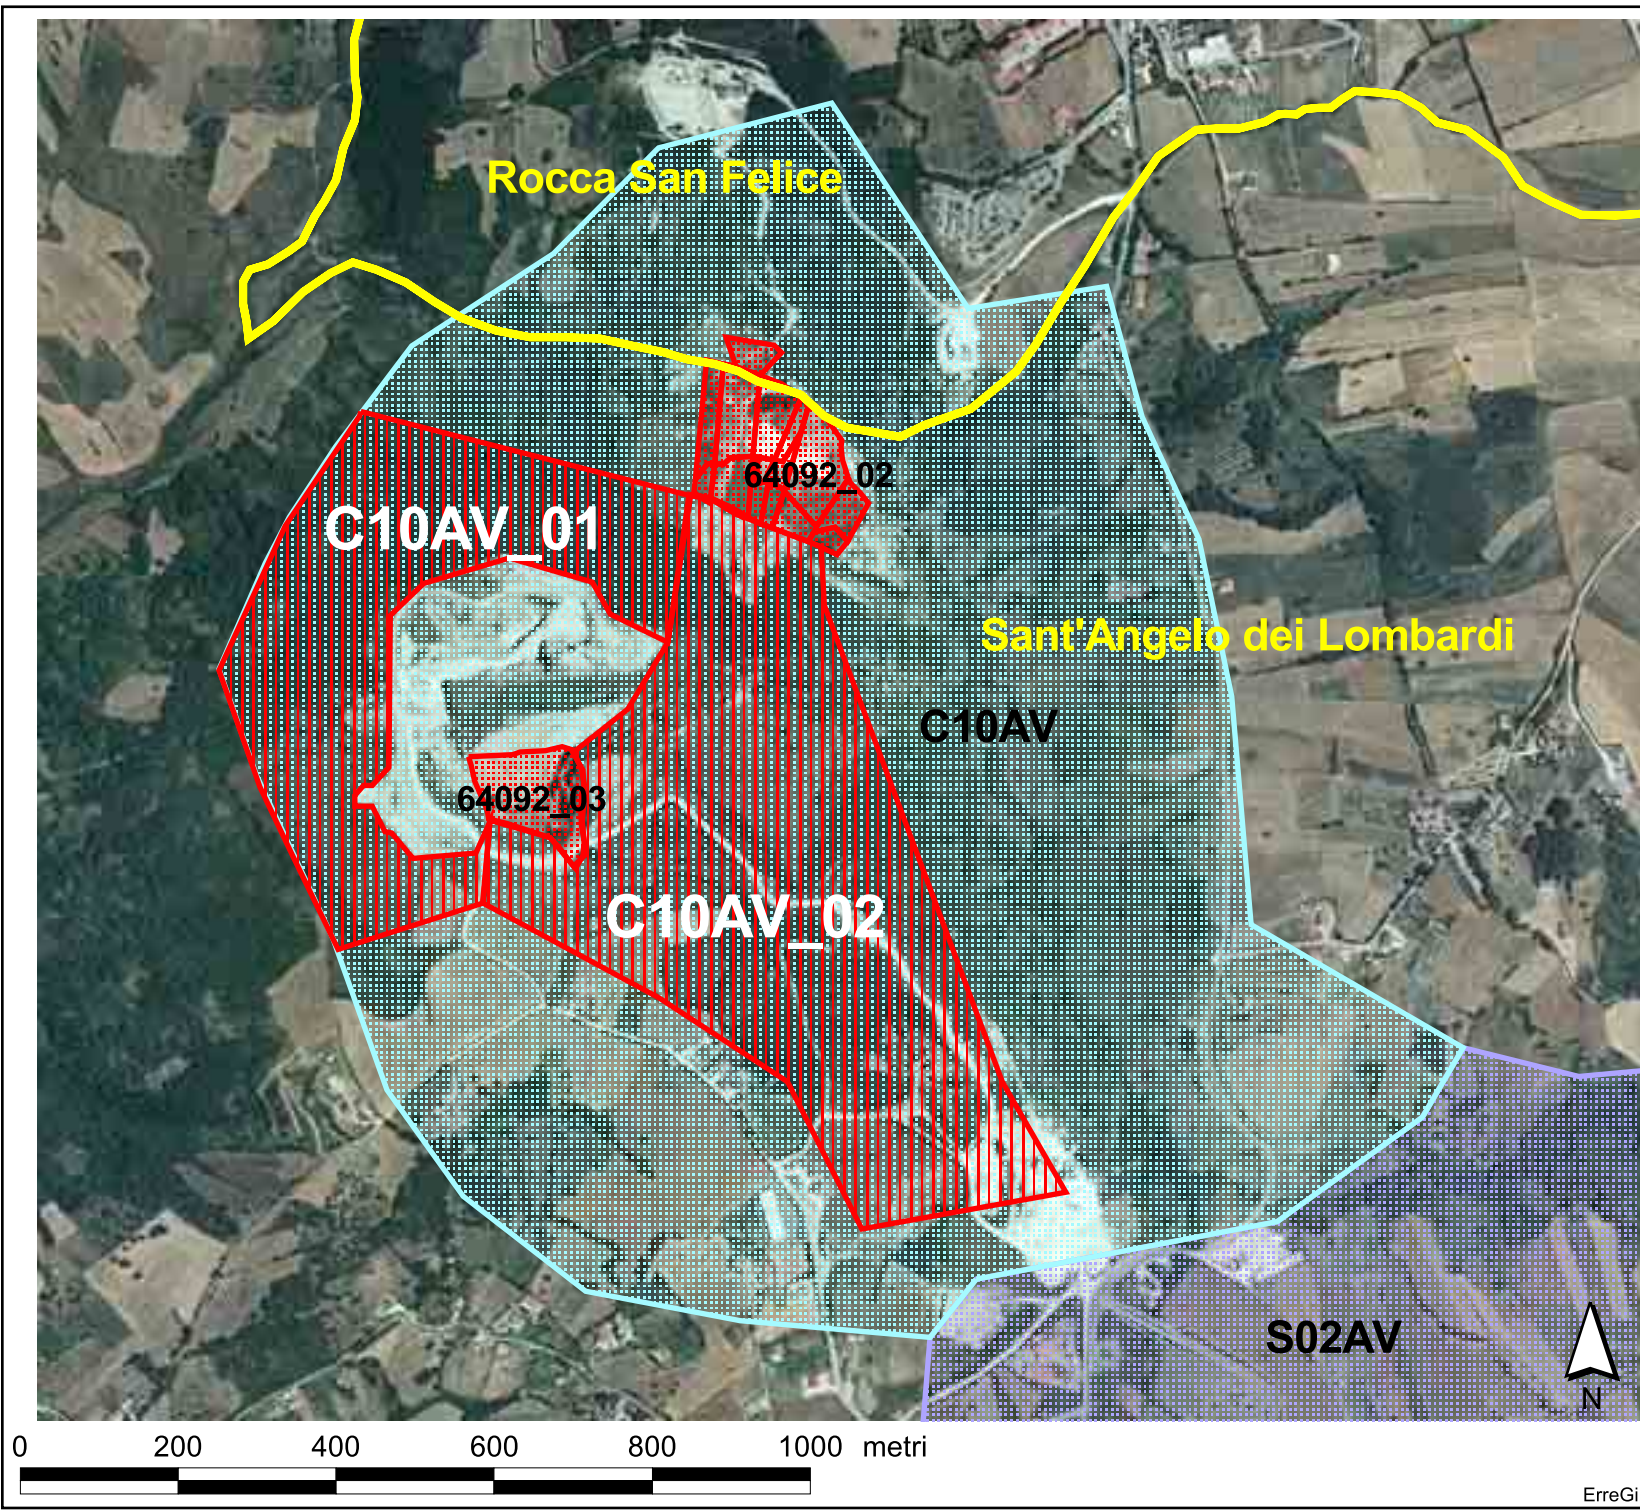 Rocca San Felice
64092_02
C10AV_01
Sant'Angelo dei Lombardi
C10AV
64092_03
C10AV_02
S02AV
N
0 200 400 600 800 1000 metri
ErreGi